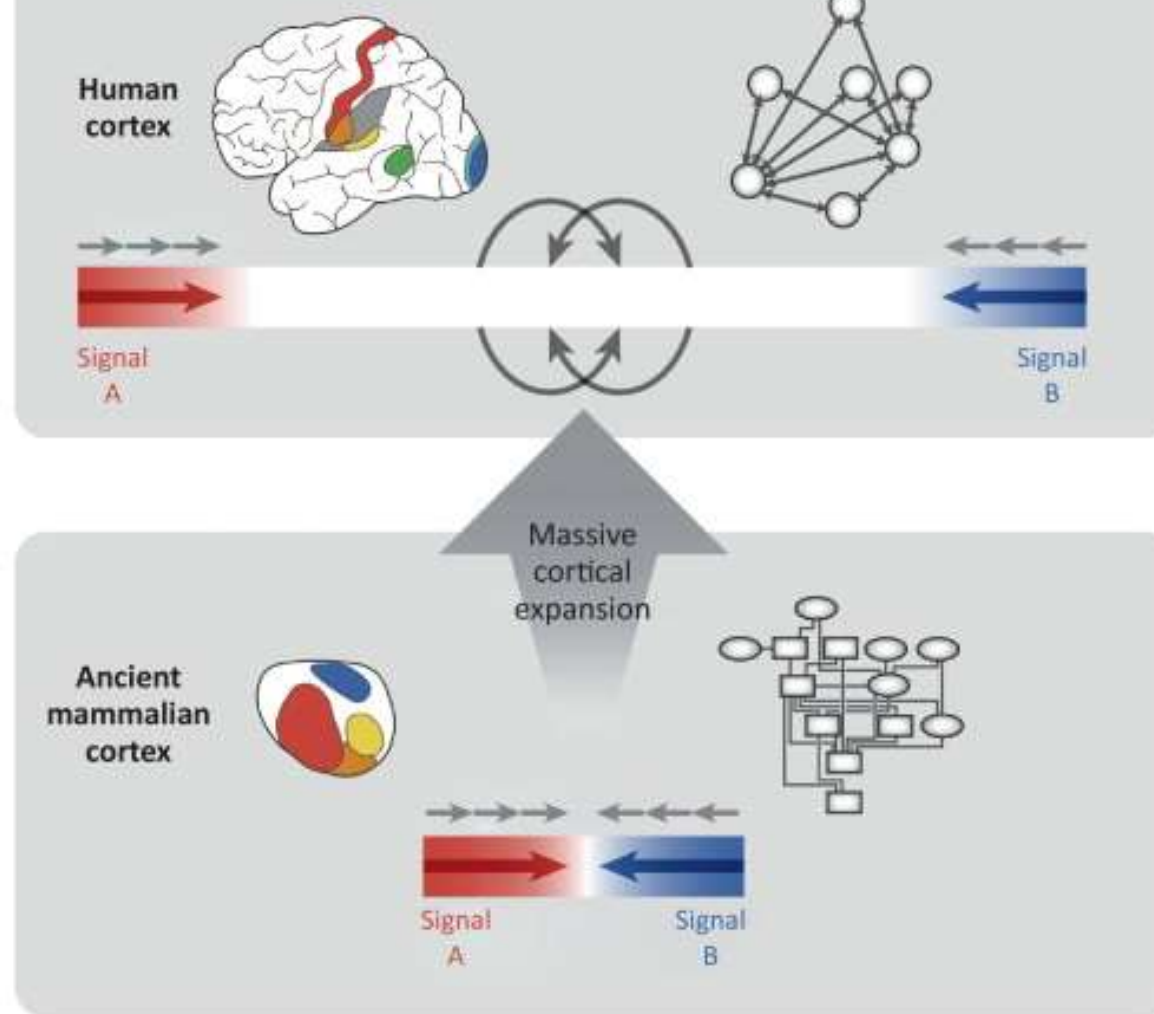 Human
cortex
Signal
A
Signal
B
Massive
cortical
expansion
Ancient
mammalian
cortex
Signal
A
Signal
B